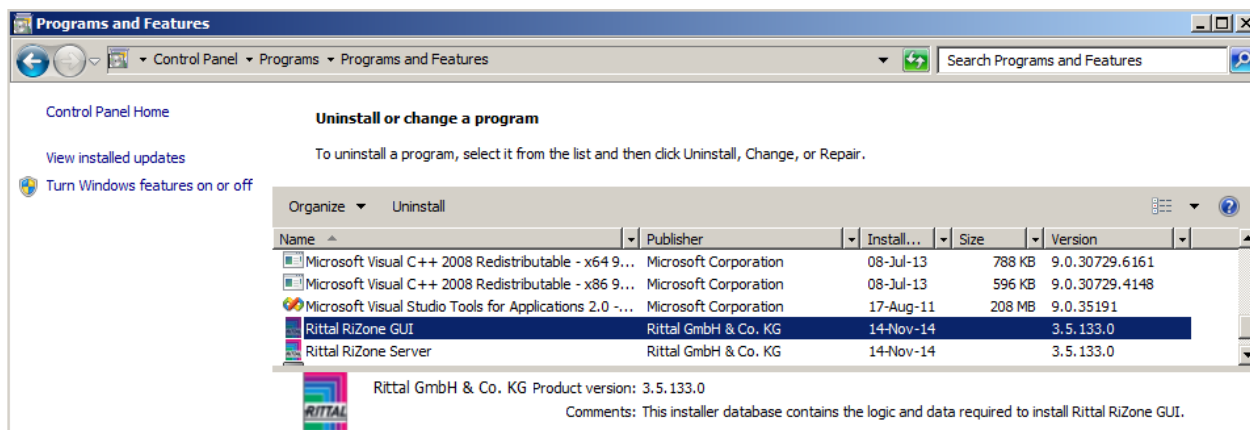 Programs and Features
Control Panel Programs Programs and Features Search Programs and Features
Control Panel Home
Uninstall or change a program
View installed updates
To uninstall a program, select it from the list and then click Uninstall, Change, or Repair.
Turn Windows features on or off
Organize Uninstall
Name Publisher Install... Size Version
Microsoft Visual C++ 2008 Redistributable - x64 9... Microsoft Corporation 08-Jul-13 788 KB 9.0.30729.6161
Microsoft Visual C++ 2008 Redistributable - x86 9... Microsoft Corporation 08-Jul-13 596 KB 9.0.30729.4148
Microsoft Visual Studio Tools for Applications 2.0 -... Microsoft Corporation 17-Aug-11 208 MB 9.0.35191
Rittal RiZone GUI Rittal GmbH & Co. KG 14-Nov-14 3.5.133.0
Rittal RiZone Server Rittal GmbH & Co. KG 14-Nov-14 3.5.133.0
Rittal GmbH & Co. KG Product version: 3.5.133.0
RITTAL
Comments: This installer database contains the logic and data required to install Rittal RiZone GUI.